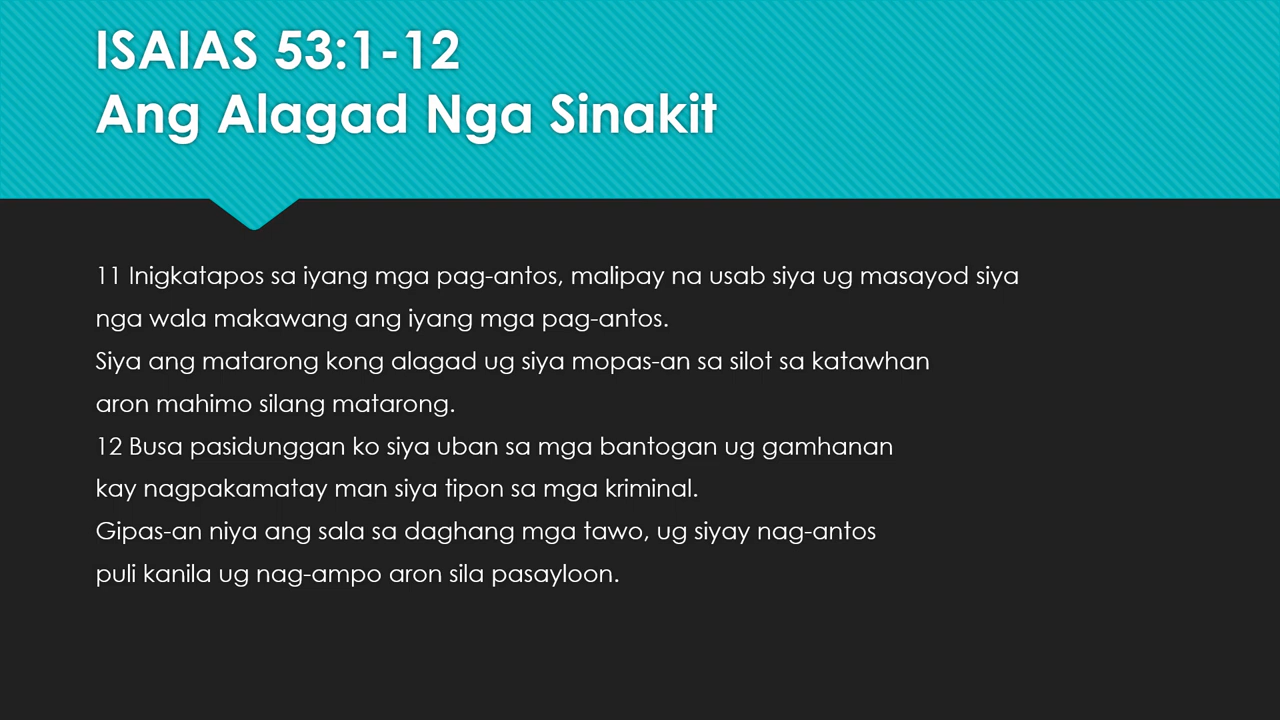 ISAIAS 53:1-12
Ang Alagad Nga Sinakit
11 Inigkatapos sa iyang mga pag-antos, malipay na usab siya ug masayod siya
nga wala makawang ang iyang mga pag-antos.
Siya ang matarong kong alagad ug siya mopas-an sa silot sa katawhan
aron mahimo silang matarong.
12 Busa pasidunggan ko siya uban sa mga bantogan ug gamhanan
kay nagpakamatay man siya tipon sa mga kriminal.
Gipas-an niya ang sala sa daghang mga tawo, ug siyay nag-antos
puli kanila ug nag-ampo aron sila pasayloon.